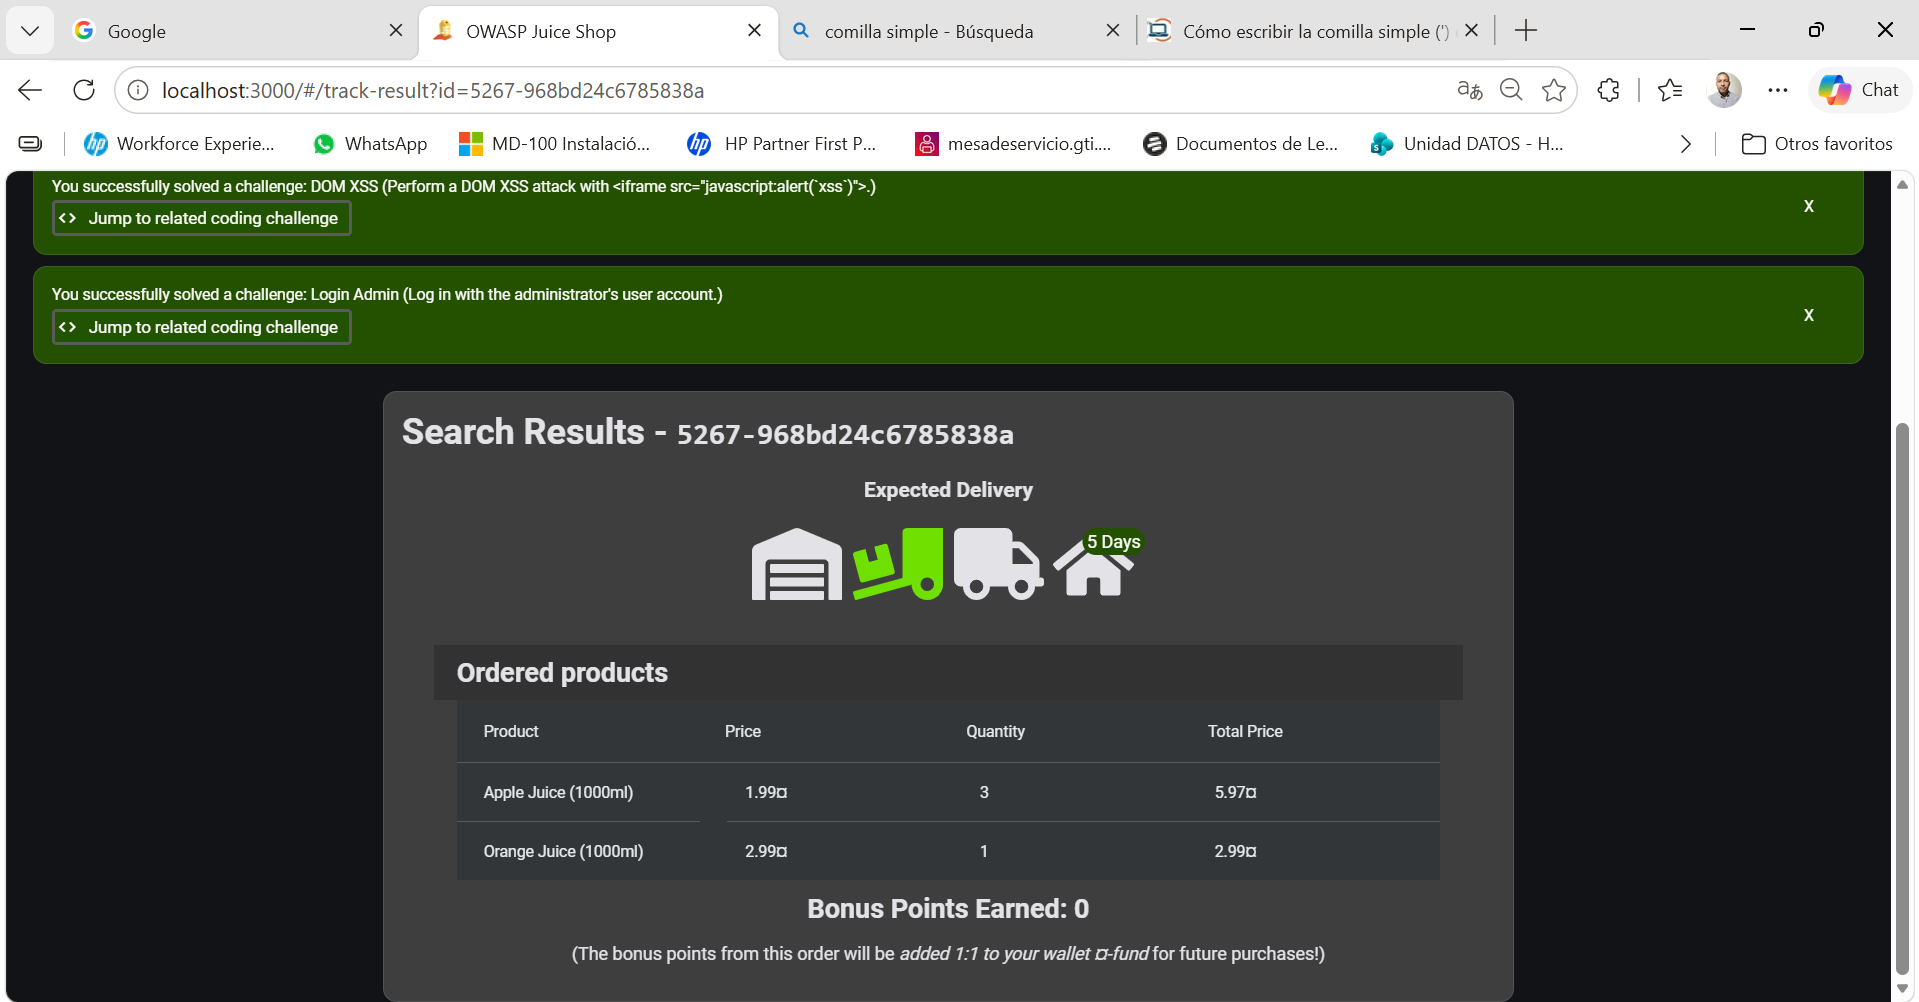 Google
OWASP Juice Shop
comilla simple - Búsqueda
Cómo escribir la comilla simple (')
localhost:3000/#/track-result?id=5267-968bd24c6785838a
Chat
Workforce Experie...
WhatsApp
MD-100 Instalació...
HP Partner First P...
mesadeservicio.gti....
Documentos de Le...
Unidad DATOS - H...
Otros favoritos
You successfully solved a challenge: DOM XSS (Perform a DOM XSS attack with <iframe src="javascript:alert(`xss`)">.)
<> Jump to related coding challenge
X
You successfully solved a challenge: Login Admin (Log in with the administrator's user account.)
<> Jump to related coding challenge
X
Search Results - 5267-968bd24c6785838a
Expected Delivery
5 Days
Ordered products
Product Price Quantity Total Price
Apple Juice (1000ml) 1.99¤ 3 5.97¤
Orange Juice (1000ml) 2.99¤ 1 2.99¤
Bonus Points Earned: 0
(The bonus points from this order will be added 1:1 to your wallet ¤-fund for future purchases!)